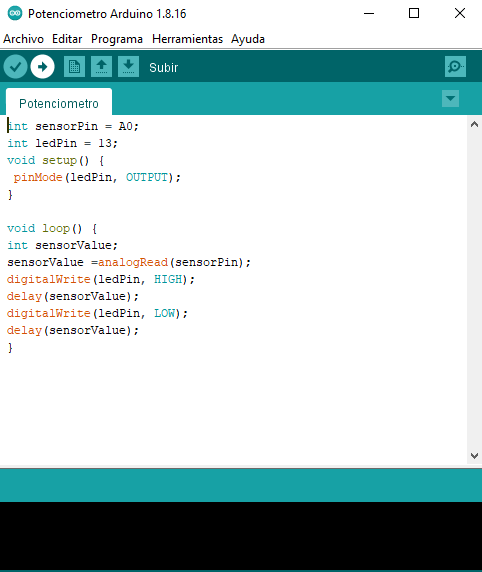 Potenciometro Arduino 1.8.16
Archivo Editar Programa Herramientas Ayuda
Subir
Potenciometro
int sensorPin = A0;
int ledPin = 13;
void setup() {
 pinMode(ledPin, OUTPUT);
}

void loop() {
int sensorValue;
sensorValue =analogRead(sensorPin);
digitalWrite(ledPin, HIGH);
delay(sensorValue);
digitalWrite(ledPin, LOW);
delay(sensorValue);
}